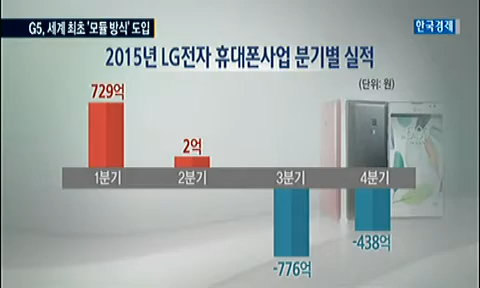 G5, 세계 최초 '모듈 방식' 도입
한국경제
2015년 LG전자 휴대폰사업 분기별 실적
(단위: 원)
729억
2억
1분기 2분기 3분기 4분기
-776억
-438억